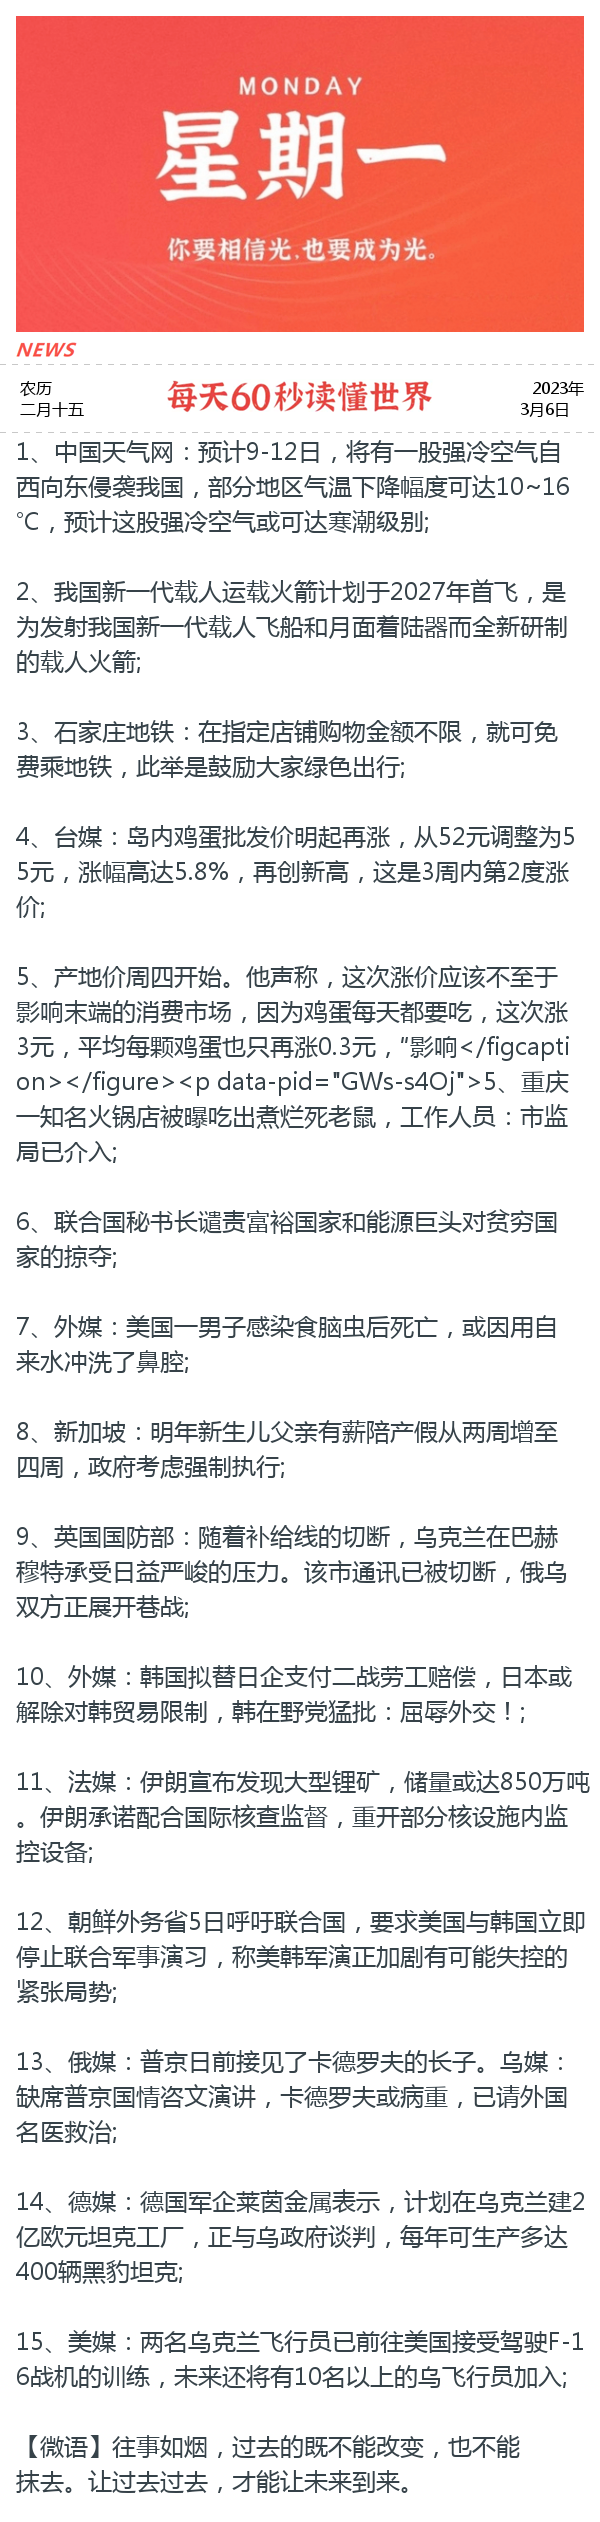 MONDAY
星期一
你要相信光,也要成为光。
NEWS
农历
二月十五
每天60秒读懂世界
2023年
3月6日
1、中国天气网：预计9-12日，将有一股强冷空气自
西向东侵袭我国，部分地区气温下降幅度可达10~16
℃，预计这股强冷空气或可达寒潮级别;
2、我国新一代载人运载火箭计划于2027年首飞，是
为发射我国新一代载人飞船和月面着陆器而全新研制
的载人火箭;
3、石家庄地铁：在指定店铺购物金额不限，就可免
费乘地铁，此举是鼓励大家绿色出行;
4、台媒：岛内鸡蛋批发价明起再涨，从52元调整为5
5元，涨幅高达5.8%，再创新高，这是3周内第2度涨
价;
5、产地价周四开始。他声称，这次涨价应该不至于
影响末端的消费市场，因为鸡蛋每天都要吃，这次涨
3元，平均每颗鸡蛋也只再涨0.3元，“影响</figcapti
on></figure><p data-pid="GWs-s4Oj">5、重庆
一知名火锅店被曝吃出煮烂死老鼠，工作人员：市监
局已介入;
6、联合国秘书长谴责富裕国家和能源巨头对贫穷国
家的掠夺;
7、外媒：美国一男子感染食脑虫后死亡，或因用自
来水冲洗了鼻腔;
8、新加坡：明年新生儿父亲有薪陪产假从两周增至
四周，政府考虑强制执行;
9、英国国防部：随着补给线的切断，乌克兰在巴赫
穆特承受日益严峻的压力。该市通讯已被切断，俄乌
双方正展开巷战;
10、外媒：韩国拟替日企支付二战劳工赔偿，日本或
解除对韩贸易限制，韩在野党猛批：屈辱外交！;
11、法媒：伊朗宣布发现大型锂矿，储量或达850万吨
。伊朗承诺配合国际核查监督，重开部分核设施内监
控设备;
12、朝鲜外务省5日呼吁联合国，要求美国与韩国立即
停止联合军事演习，称美韩军演正加剧有可能失控的
紧张局势;
13、俄媒：普京日前接见了卡德罗夫的长子。乌媒：
缺席普京国情咨文演讲，卡德罗夫或病重，已请外国
名医救治;
14、德媒：德国军企莱茵金属表示，计划在乌克兰建2
亿欧元坦克工厂，正与乌政府谈判，每年可生产多达
400辆黑豹坦克;
15、美媒：两名乌克兰飞行员已前往美国接受驾驶F-1
6战机的训练，未来还将有10名以上的乌飞行员加入;
【微语】往事如烟，过去的既不能改变，也不能
抹去。让过去过去，才能让未来到来。